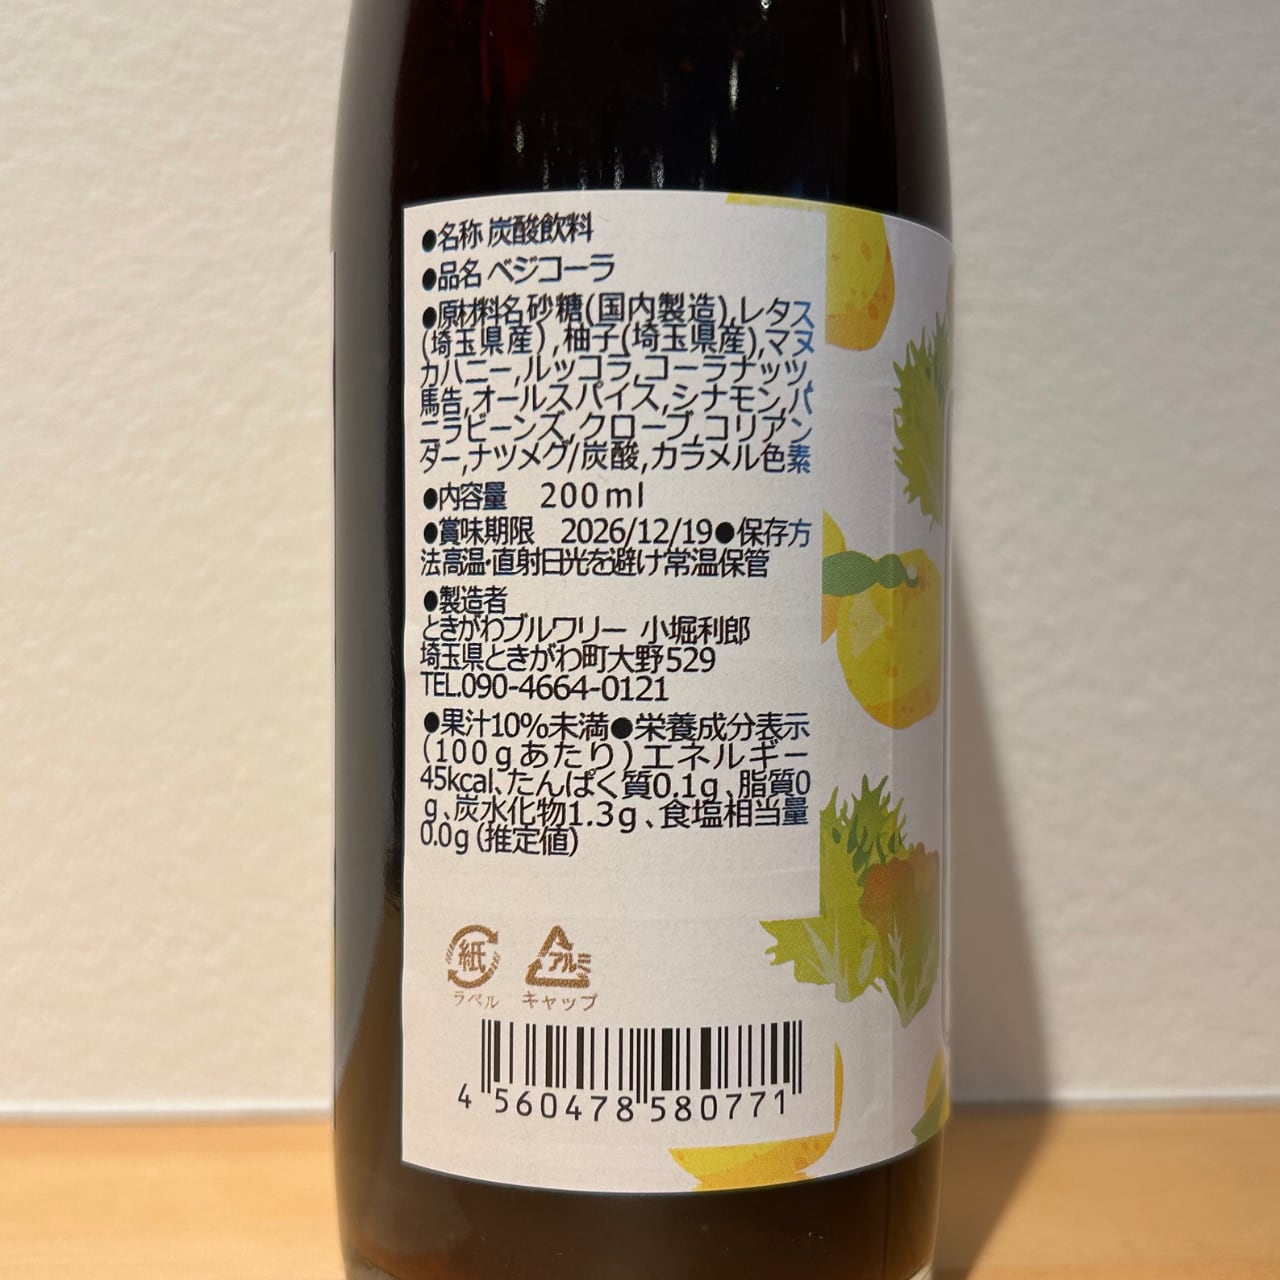 ●名称 炭酸飲料
●品名 ベジコーラ
●原材料名 砂糖(国内製造),レタス
(埼玉県産),柚子(埼玉県産),マヌ
カハニー,ルッコラ,コーラナッツ,
馬告,オールスパイス,シナモン,バ
ニラビーンズ,クローブ,コリアン
ダー,ナツメグ/炭酸,カラメル色素
●内容量 200ml
●賞味期限 2026/12/19●保存方
法高温・直射日光を避け常温保管
●製造者
ときがわブルワリー 小堀利郎
埼玉県ときがわ町大野529
TEL.090-4664-0121
●果汁10%未満●栄養成分表示
(100gあたり)エネルギー
45kcal、たんぱく質0.1g、脂質0
g、炭水化物1.3g、食塩相当量
0.0g(推定値)
紙 アルミ
ラベル キャップ
4 560478 580771